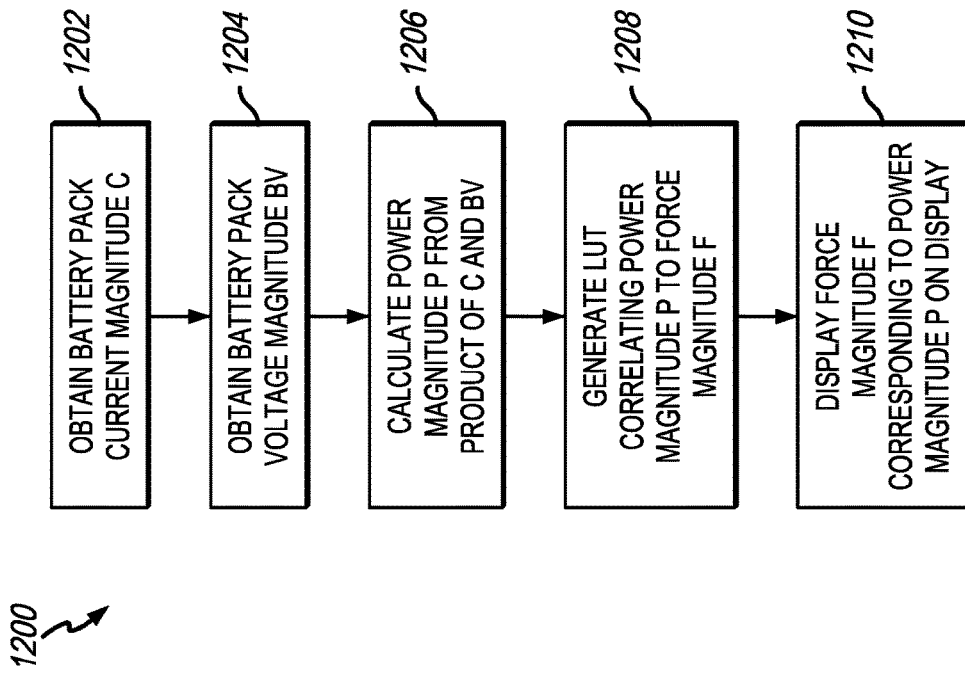 1200
1202
OBTAIN BATTERY PACK
CURRENT MAGNITUDE C
1204
OBTAIN BATTERY PACK
VOLTAGE MAGNITUDE BV
1206
CALCULATE POWER
MAGNITUDE P FROM
PRODUCT OF C AND BV
1208
GENERATE LUT
CORRELATING POWER
MAGNITUDE P TO FORCE
MAGNITUDE F
1210
DISPLAY FORCE
MAGNITUDE F
CORRESPONDING TO POWER
MAGNITUDE P ON DISPLAY